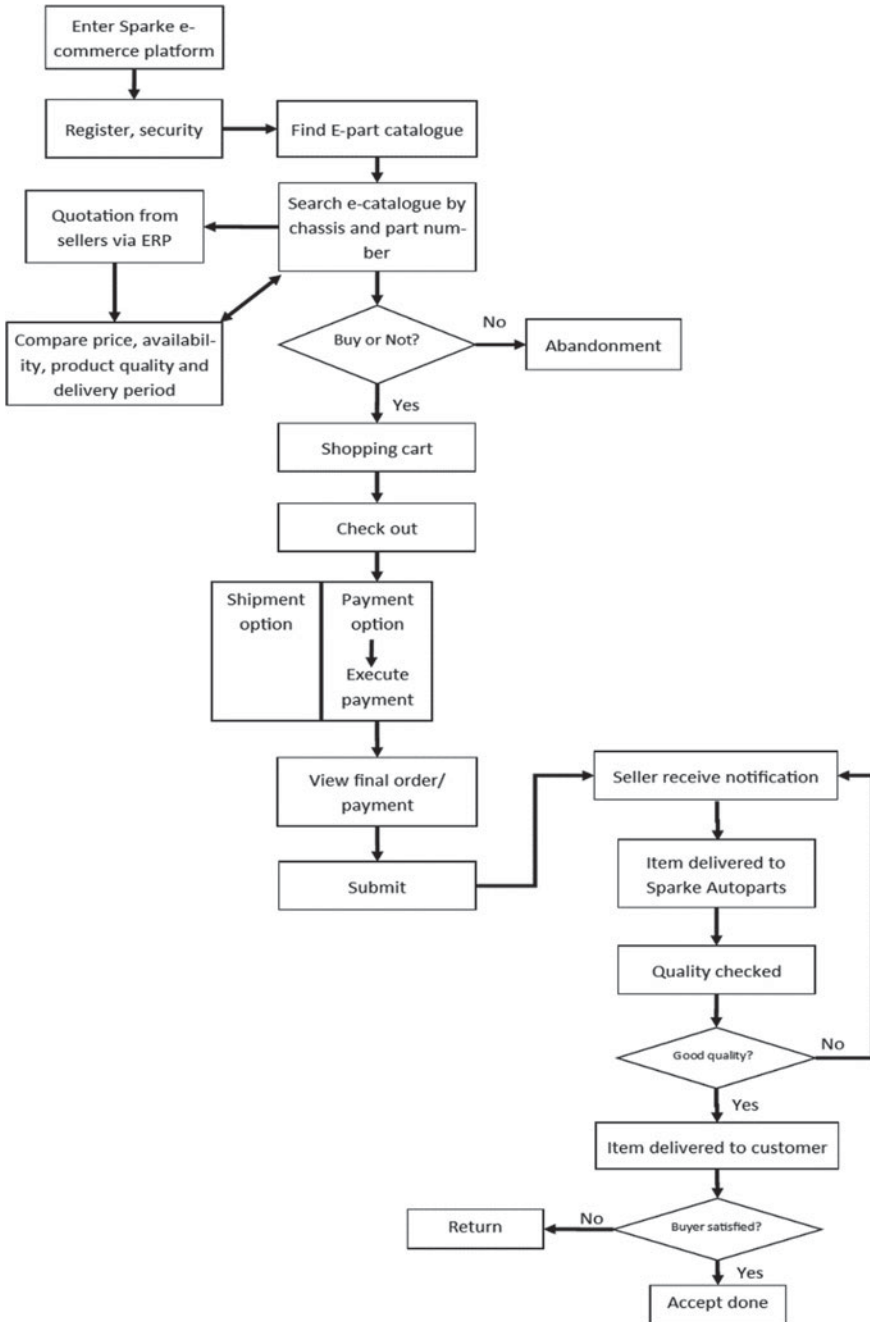 Enter Sparke e-
commerce platform
Register, security
Find E-part catalogue
Quotation from
sellers via ERP
Search e-catalogue by
chassis and part num-
ber
Compare price, availabil-
ity, product quality and
delivery period
Buy or Not?
No
Abandonment
Yes
Shopping cart
Check out
Shipment
option
Payment
option
Execute
payment
View final order/
payment
Submit
Seller receive notification
Item delivered to
Sparke Autoparts
Quality checked
Good quality?
No
Yes
Item delivered to customer
Buyer satisfied?
No
Return
Yes
Accept done